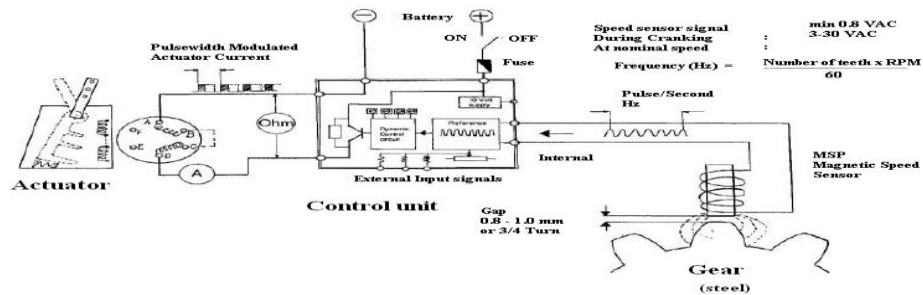 Battery
ON
OFF
Fuse
Speed sensor signal
During Cranking :
At nominal speed :
min 0.8 VAC
3-30 VAC
Frequency (Hz) = Number of teeth x RPM
60
Pulsewidth Modulated
Actuator Current
Pulse/Second
Hz
10 Volt
supply
Ohm
Dynamic
Control
Reference
A
B
E
D
A
Internal
External Input signals
Actuator
Control unit
MSP
Magnetic Speed
Sensor
Gap
0.8 - 1.0 mm
or 3/4 Turn
Gear
(steel)